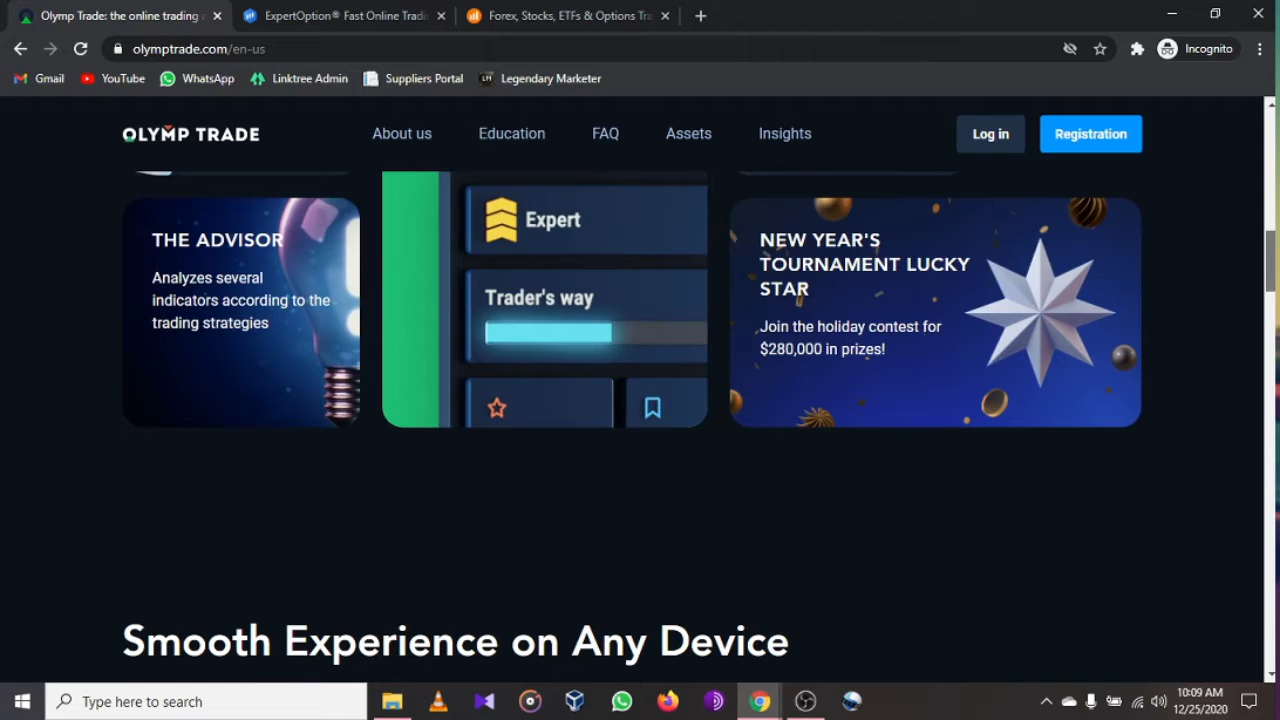 Olymp Trade: the online trading a
ExpertOption® Fast Online Tradi
Forex, Stocks, ETFs & Options Tra
olymptrade.com/en-us
Incognito
Gmail
YouTube
WhatsApp
Linktree Admin
Suppliers Portal
LM
Legendary Marketer
OLYMP TRADE
About us
Education
FAQ
Assets
Insights
Log in
Registration
THE ADVISOR
Analyzes several
indicators according to the
trading strategies
Expert
Trader's way
NEW YEAR'S
TOURNAMENT LUCKY
STAR
Join the holiday contest for
$280,000 in prizes!
Smooth Experience on Any Device
Type here to search
10:09 AM
12/25/2020